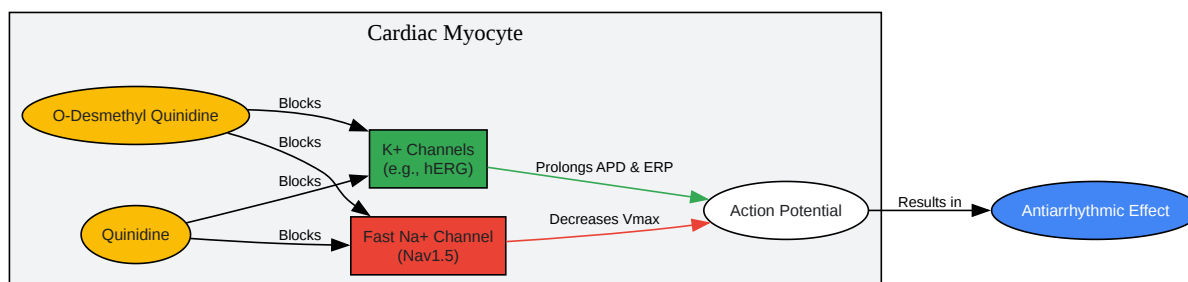 Cardiac Myocyte
O-Desmethyl Quinidine
Blocks
Blocks
K+ Channels
(e.g., hERG)
Prolongs APD & ERP
Blocks
Quinidine
Blocks
Fast Na+ Channel
(Nav1.5)
Decreases Vmax
Action Potential
Results in
Antiarrhythmic Effect